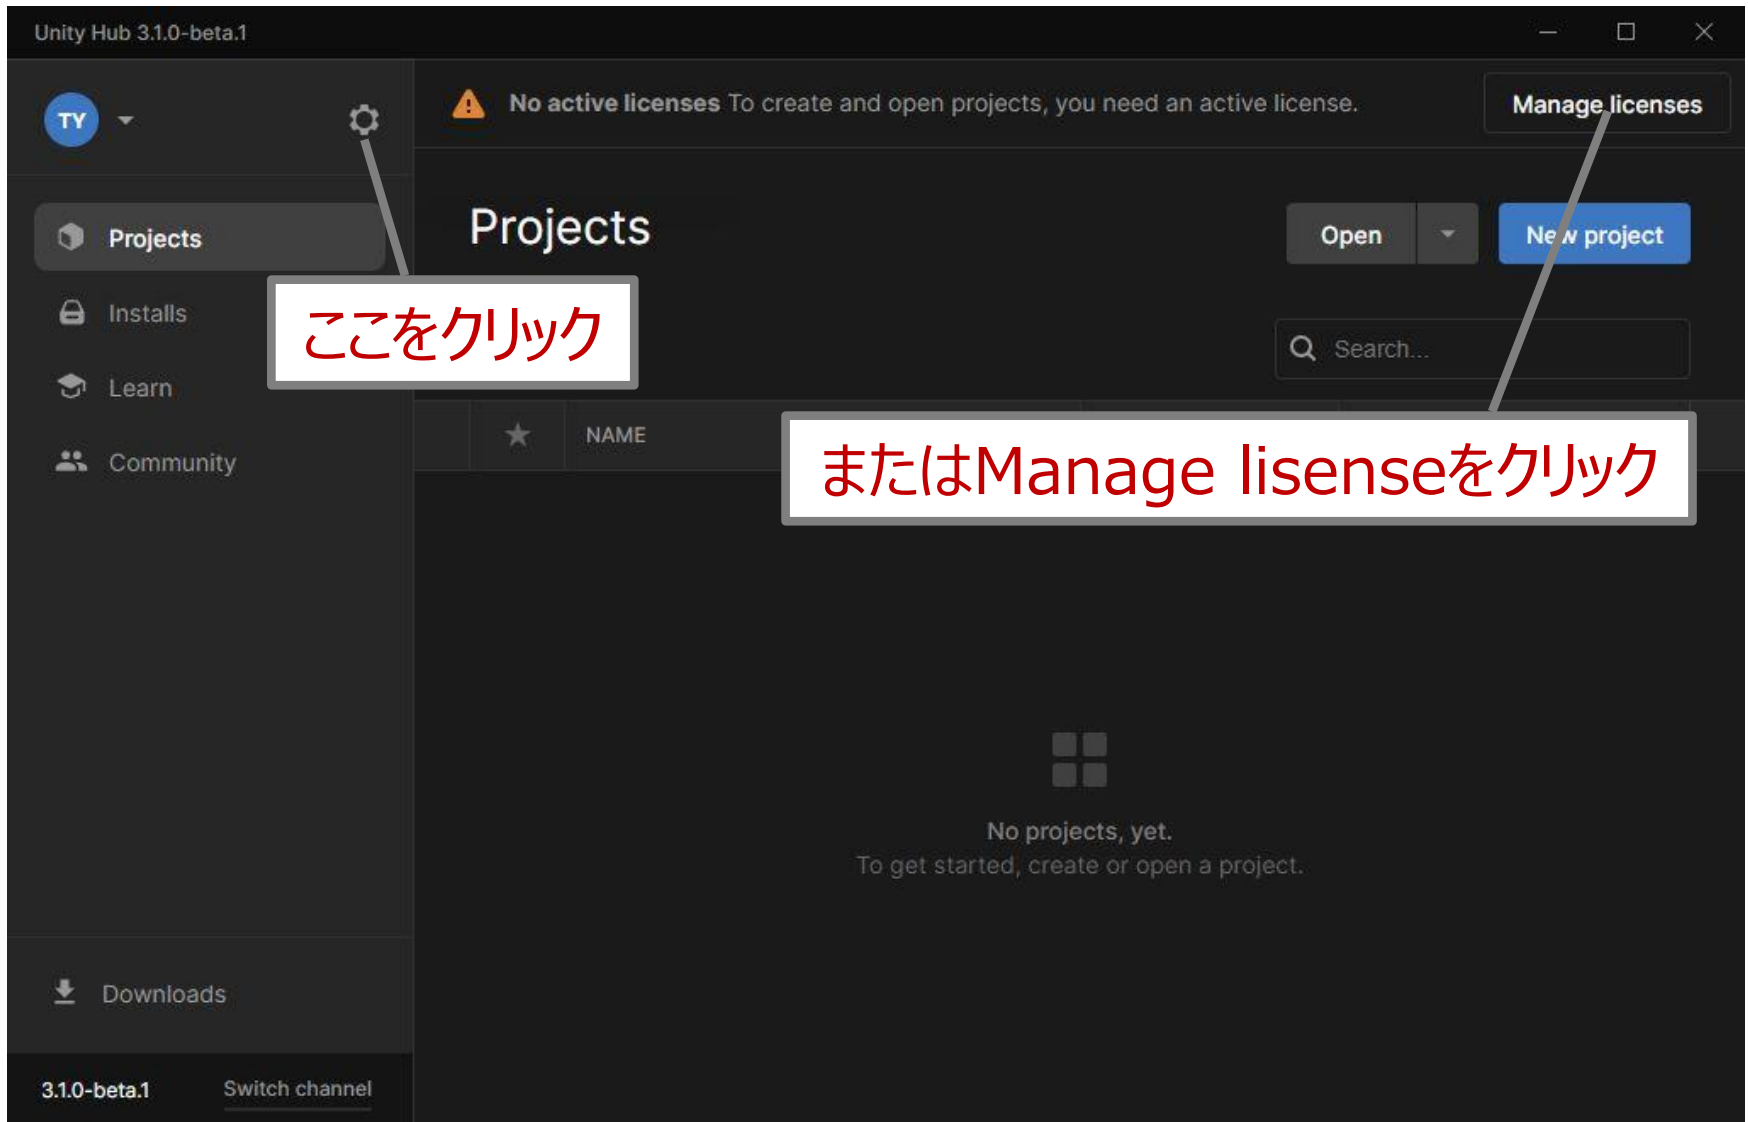 Unity Hub 3.1.0-beta.1
TY
No active licenses To create and open projects, you need an active license.
Manage licenses
Projects
Installs
Learn
Community
Projects
Open
New project
ここをクリック
Search...
NAME
またはManage lisenseをクリック
No projects, yet.
To get started, create or open a project.
Downloads
3.1.0-beta.1
Switch channel